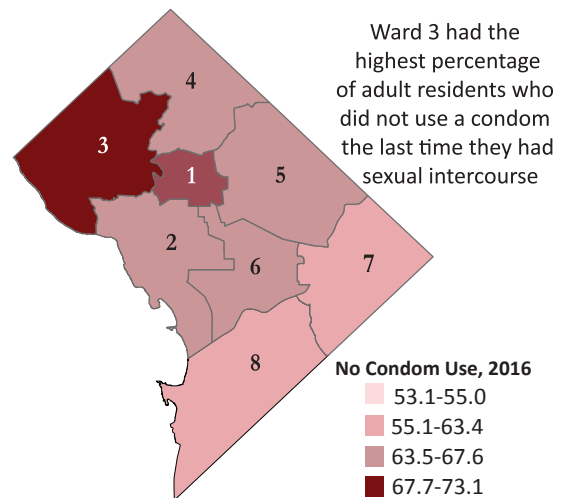 Ward 3 had the
highest percentage
of adult residents who
did not use a condom
the last time they had
sexual intercourse
4
3
1
5
2
6
7
8
No Condom Use, 2016
53.1-55.0
55.1-63.4
63.5-67.6
67.7-73.1